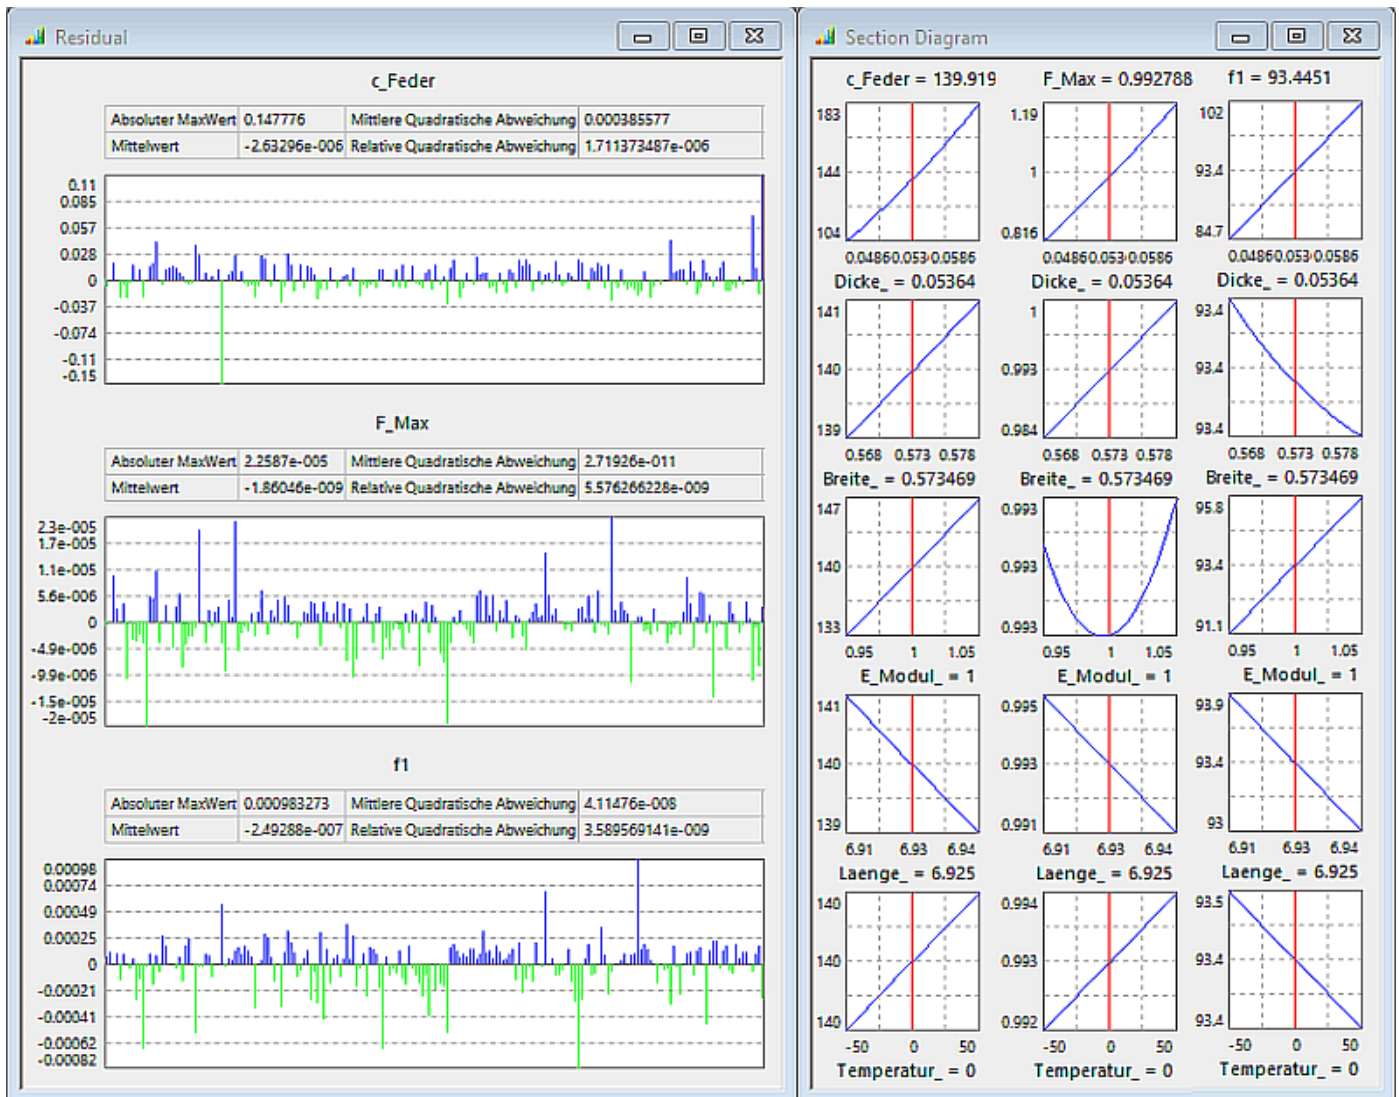 Residual
c_Feder
Absoluter MaxWert 0.147776 Mittlere Quadratische Abweichung 0.000385577
Mittelwert -2.63296e-006 Relative Quadratische Abweichung 1.711373487e-006
0.11
0.085
0.057
0.028
0
-0.037
-0.074
-0.11
-0.15
F_Max
Absoluter MaxWert 2.2587e-005 Mittlere Quadratische Abweichung 2.71926e-011
Mittelwert -1.86046e-009 Relative Quadratische Abweichung 5.576266228e-009
2.3e-005
1.7e-005
1.1e-005
5.6e-006
0
-4.9e-006
-9.9e-006
-1.5e-005
-2e-005
f1
Absoluter MaxWert 0.000983273 Mittlere Quadratische Abweichung 4.11476e-008
Mittelwert -2.49288e-007 Relative Quadratische Abweichung 3.589569141e-009
0.00098
0.00074
0.00049
0.00025
0
-0.00021
-0.00041
-0.00062
-0.00082
Section Diagram
c_Feder = 139.919 F_Max = 0.992788 f1 = 93.4451
183 1.19 102
144 1 93.4
104 0.816 84.7
0.0486 0.053 0.0586 0.0486 0.053 0.0586 0.0486 0.053 0.0586
Dicke_ = 0.05364 Dicke_ = 0.05364 Dicke_ = 0.05364
141 1 93.4
140 0.993 93.4
139 0.984 93.4
0.568 0.573 0.578 0.568 0.573 0.578 0.568 0.573 0.578
Breite_ = 0.573469 Breite_ = 0.573469 Breite_ = 0.573469
147 0.993 95.8
140 0.993 93.4
133 0.993 91.1
0.95 1 1.05 0.95 1 1.05 0.95 1 1.05
E_Modul_ = 1 E_Modul_ = 1 E_Modul_ = 1
141 0.995 93.9
140 0.993 93.4
139 0.991 93
6.91 6.93 6.94 6.91 6.93 6.94 6.91 6.93 6.94
Laenge_ = 6.925 Laenge_ = 6.925 Laenge_ = 6.925
140 0.994 93.5
140 0.993 93.4
140 0.992 93.4
-50 0 50 -50 0 50 -50 0 50
Temperatur_ = 0 Temperatur_ = 0 Temperatur_ = 0